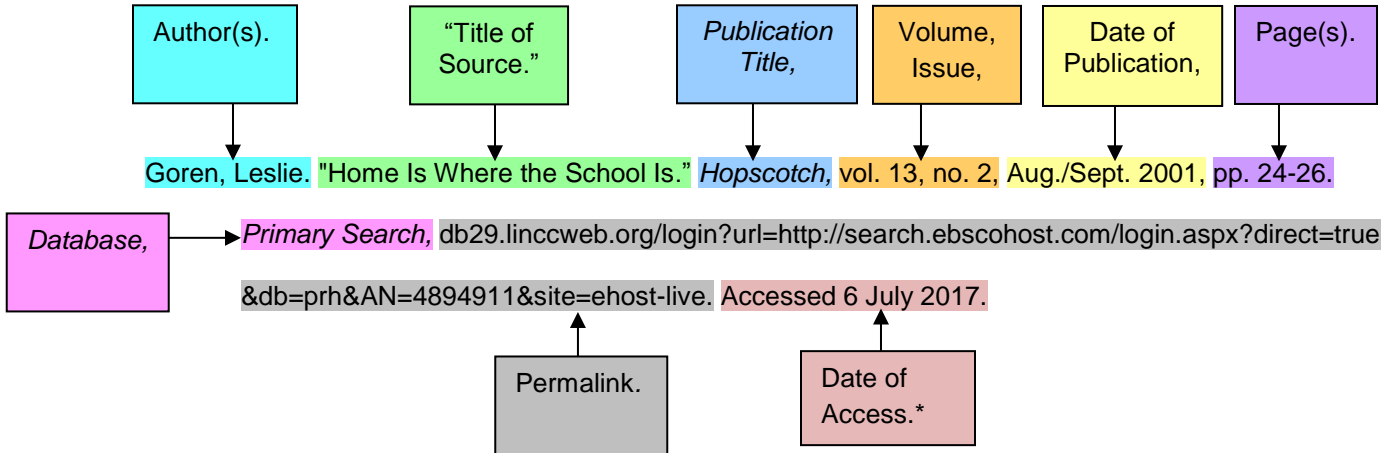 Author(s).
“Title of
Source.”
Publication
Title,
Volume,
Issue,
Date of
Publication,
Page(s).
Goren, Leslie. "Home Is Where the School Is.” Hopscotch, vol. 13, no. 2, Aug./Sept. 2001, pp. 24-26.
Database,
Primary Search, db29.linccweb.org/login?url=http://search.ebscohost.com/login.aspx?direct=true
&db=prh&AN=4894911&site=ehost-live. Accessed 6 July 2017.
Permalink.
Date of
Access.*